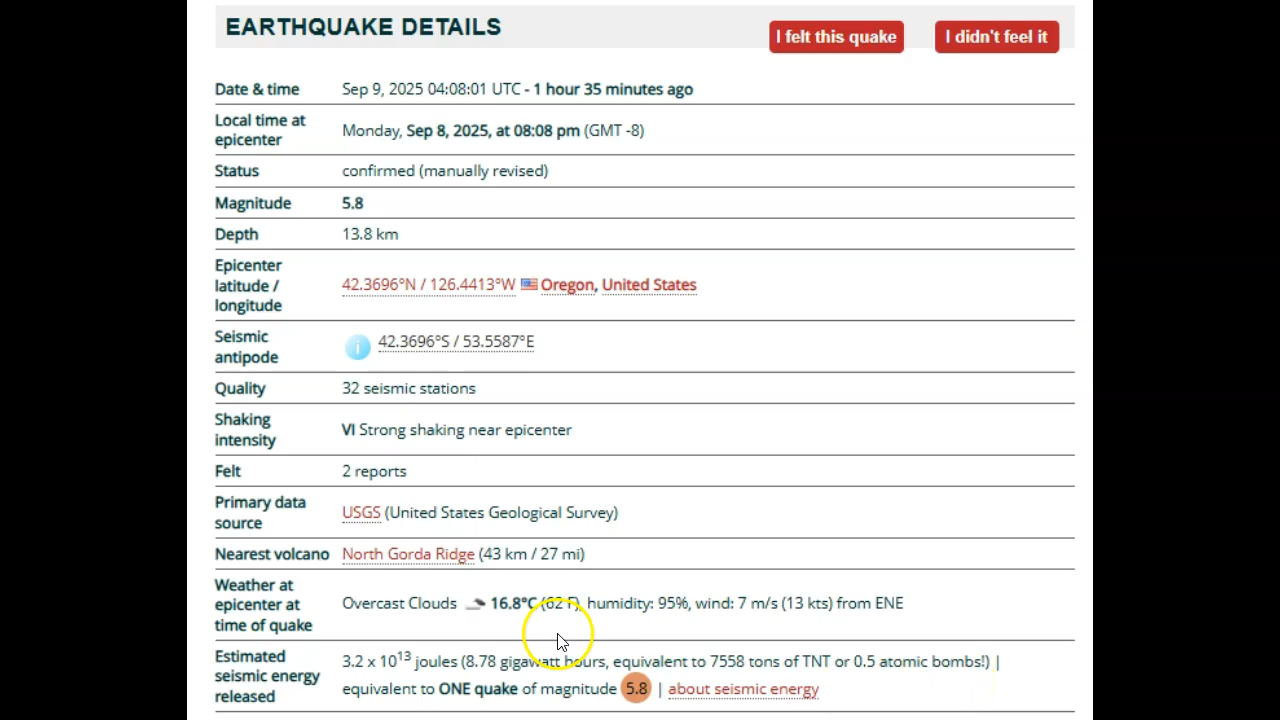 EARTHQUAKE DETAILS
I felt this quake
I didn't feel it
Date & time
Sep 9, 2025 04:08:01 UTC - 1 hour 35 minutes ago
Local time at
epicenter
Monday, Sep 8, 2025, at 08:08 pm (GMT -8)
Status
confirmed (manually revised)
Magnitude
5.8
Depth
13.8 km
Epicenter
latitude /
longitude
42.3696°N / 126.4413°W Oregon, United States
Seismic
antipode
i 42.3696°S / 53.5587°E
Quality
32 seismic stations
Shaking
intensity
VI Strong shaking near epicenter
Felt
2 reports
Primary data
source
USGS (United States Geological Survey)
Nearest volcano
North Gorda Ridge (43 km / 27 mi)
Weather at
epicenter at
time of quake
Overcast Clouds 16.8°C (62 F), humidity: 95%, wind: 7 m/s (13 kts) from ENE
Estimated
seismic energy
released
3.2 x 10¹³ joules (8.78 gigawatt hours, equivalent to 7558 tons of TNT or 0.5 atomic bombs!) |
equivalent to ONE quake of magnitude 5.8 | about seismic energy